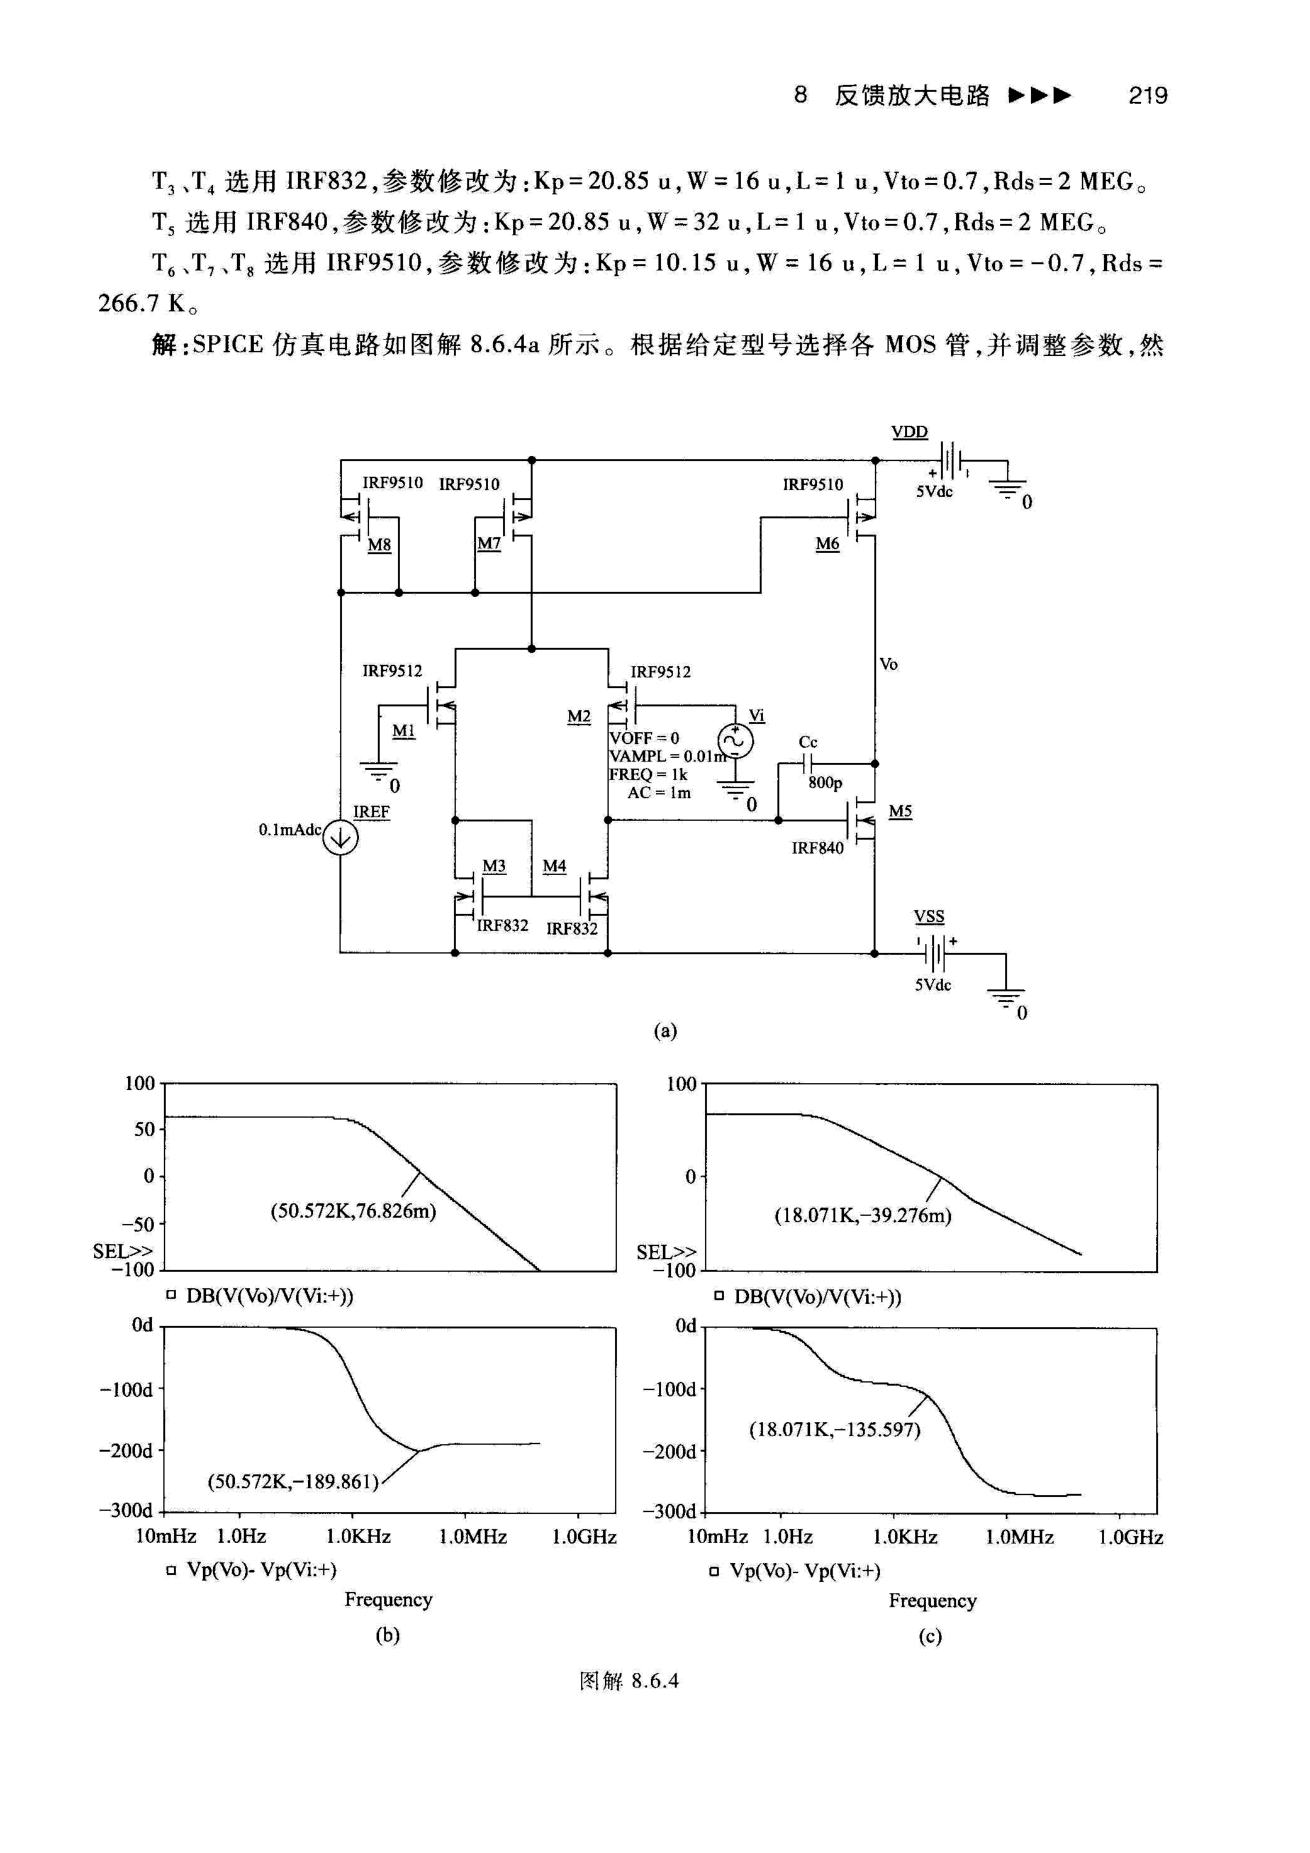 8 反馈放大电路 ▶▶▶ 219
T₃、T₄ 选用 IRF832,参数修改为:Kp=20.85 u,W=16 u,L=1 u,Vto=0.7,Rds=2 MEG。
T₅ 选用 IRF840,参数修改为:Kp=20.85 u,W=32 u,L=1 u,Vto=0.7,Rds=2 MEG。
T₆、T₇、T₈ 选用 IRF9510,参数修改为:Kp=10.15 u,W=16 u,L=1 u,Vto=-0.7,Rds=
266.7 K。
解:SPICE 仿真电路如图解 8.6.4a 所示。根据给定型号选择各 MOS 管,并调整参数,然
VDD
+
5Vdc
0
IRF9510
IRF9510
IRF9510
M8
M7
M6
IRF9512
IRF9512
Vo
M1
M2
Vi
0
VOFF=0
VAMPL=0.01m
FREQ=1k
AC=1m
0
Cc
800p
IREF
0.1mAdc
M5
IRF840
M3
M4
IRF832
IRF832
VSS
+
5Vdc
0
(a)
100
50
0
-50
SEL>>
-100
(50.572K,76.826m)
DB(V(Vo)/V(Vi:+))
0d
-100d
-200d
-300d
(50.572K,-189.861)
10mHz 1.0Hz 1.0KHz 1.0MHz 1.0GHz
Vp(Vo)- Vp(Vi:+)
Frequency
(b)
100
0
SEL>>
-100
(18.071K,-39.276m)
DB(V(Vo)/V(Vi:+))
0d
-100d
-200d
-300d
(18.071K,-135.597)
10mHz 1.0Hz 1.0KHz 1.0MHz 1.0GHz
Vp(Vo)- Vp(Vi:+)
Frequency
(c)
图解 8.6.4